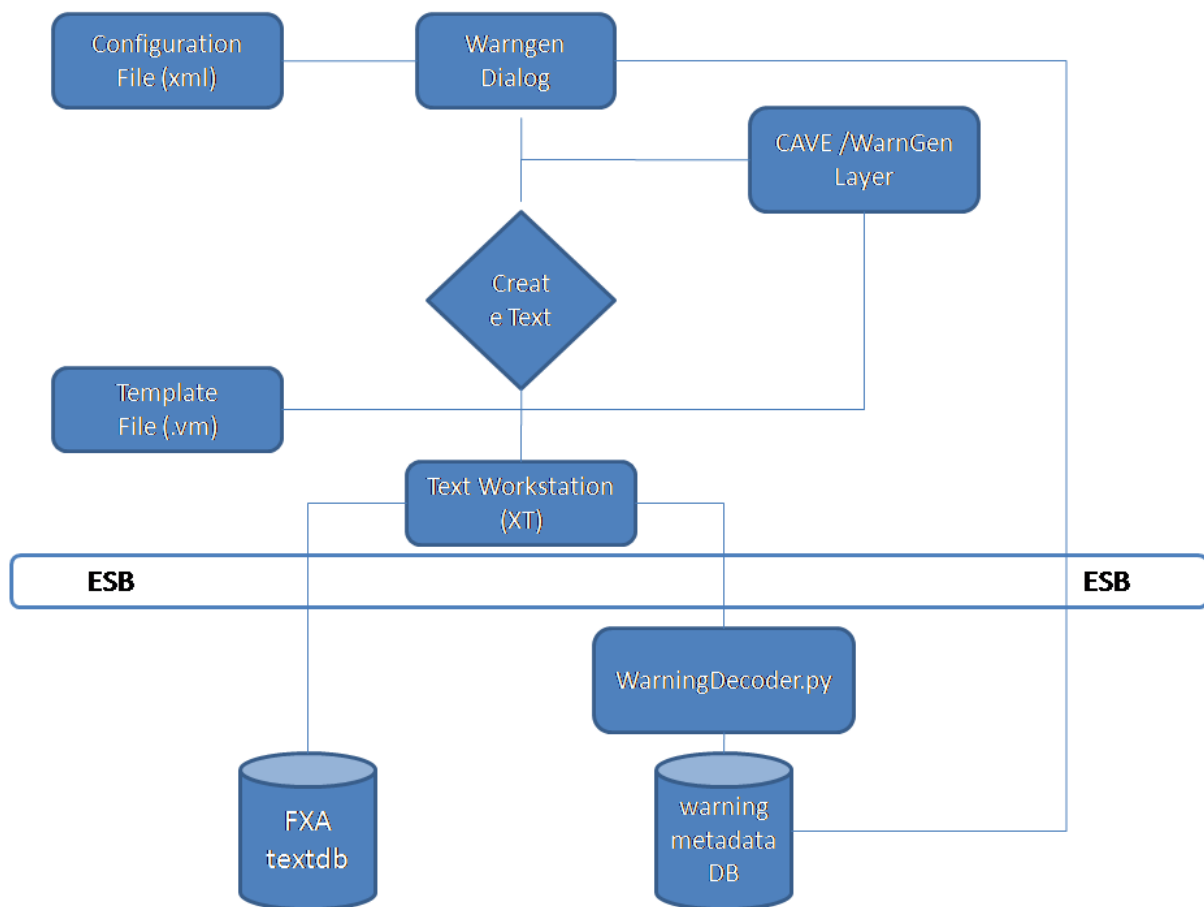 Configuration
File (xml)
Warngen
Dialog
CAVE /WarnGen
Layer
Creat
e Text
Template
File (.vm)
Text Workstation
(XT)
ESB
ESB
WarningDecoder.py
FXA
textdb
warning
metadata
DB